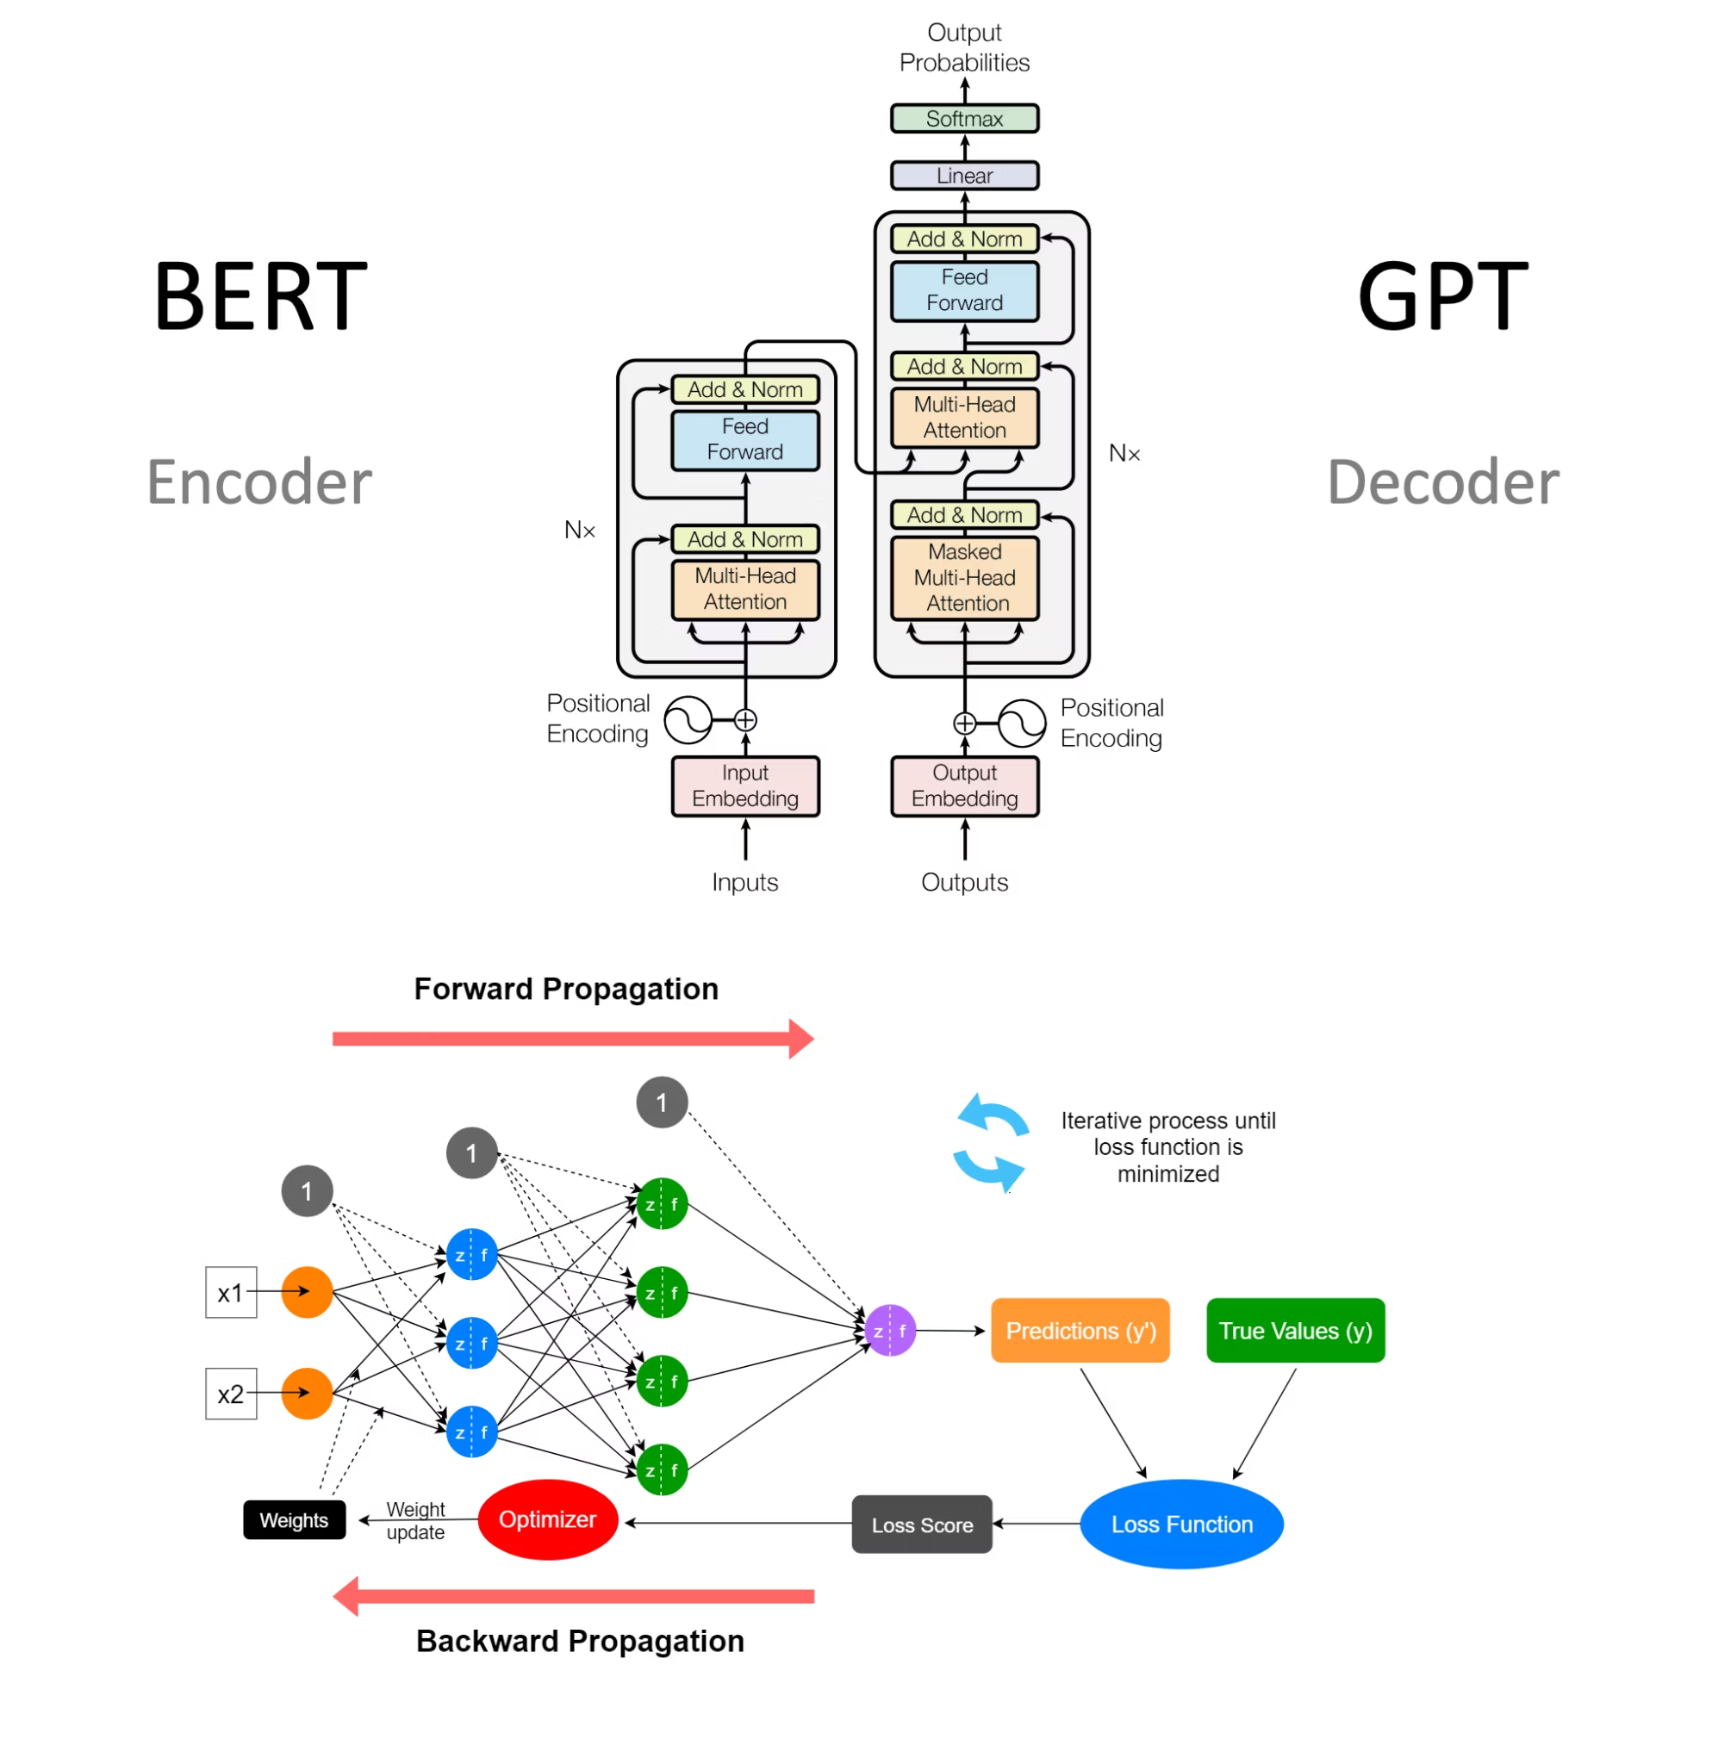 Output
Probabilities
Softmax
Linear
Add & Norm
Feed
Forward
Add & Norm
Multi-Head
Attention
Nx
Add & Norm
Masked
Multi-Head
Attention
Positional
Encoding
Output
Embedding
Outputs
BERT
Encoder
GPT
Decoder
Add & Norm
Feed
Forward
Nx
Add & Norm
Multi-Head
Attention
Positional
Encoding
Input
Embedding
Inputs
Forward Propagation
1
1
1
x1
x2
z f
z f
z f
z f
z f
z f
z f
z f
Iterative process until
loss function is
minimized
Predictions (y')
True Values (y)
Loss Function
Loss Score
Optimizer
Weight
update
Weights
Backward Propagation